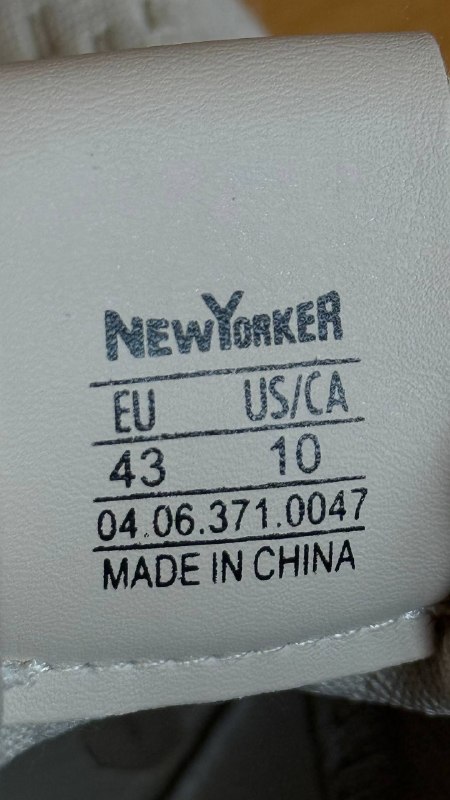 NEWYORKER
EU US/CA
43 10
04.06.371.0047
MADE IN CHINA